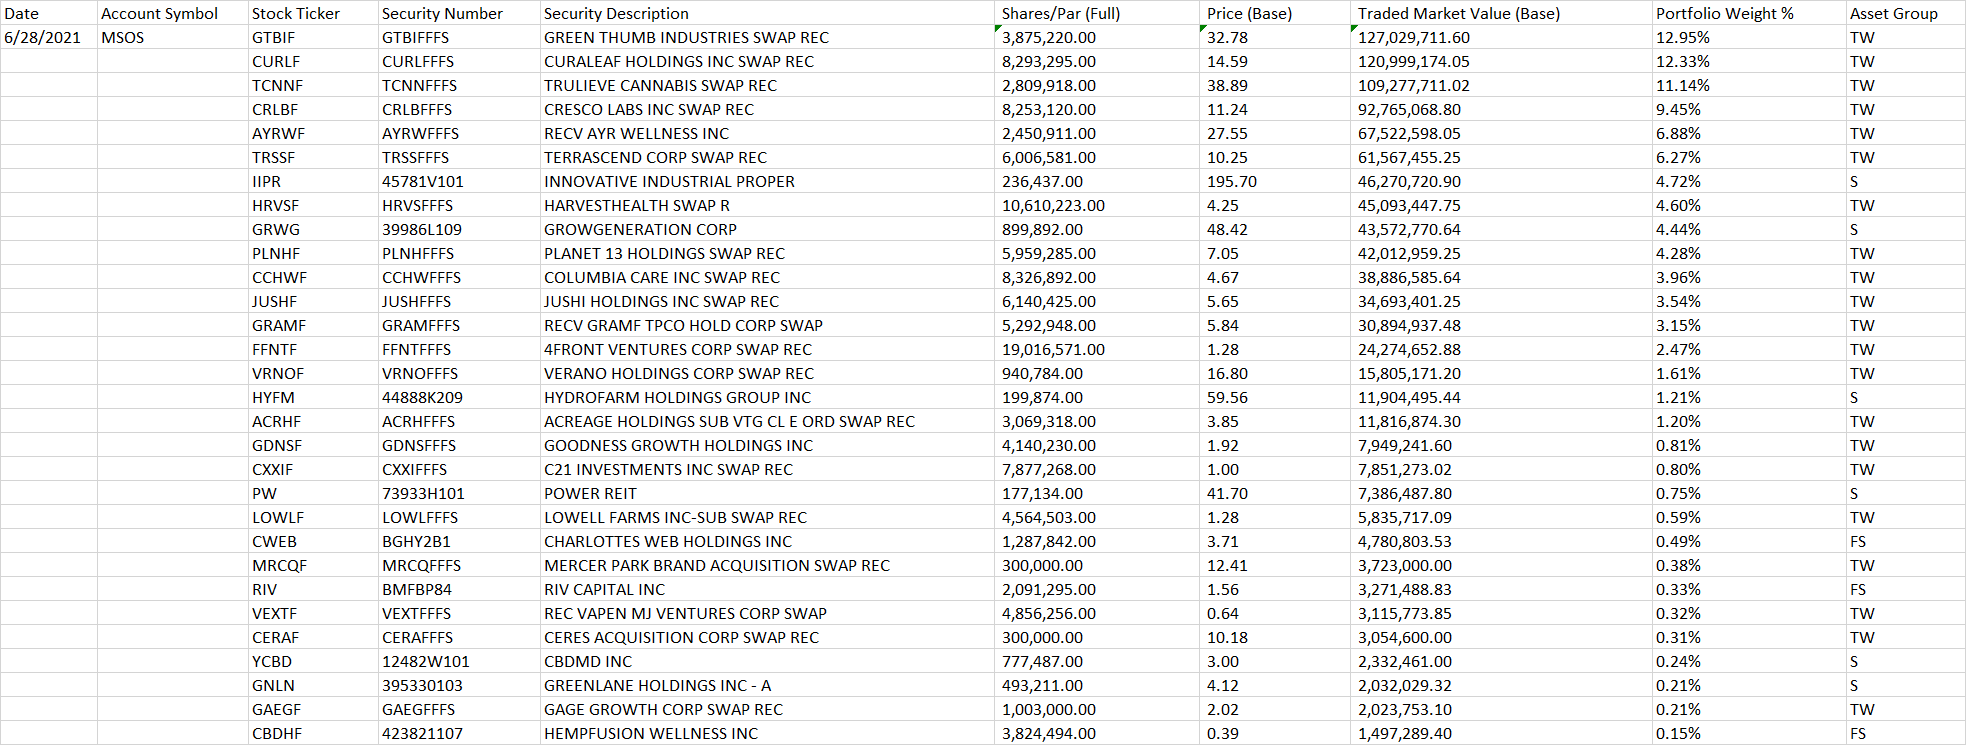 Date Account Symbol Stock Ticker Security Number Security Description Shares/Par (Full) Price (Base) Traded Market Value (Base) Portfolio Weight % Asset Group
6/28/2021 MSOS GTBIF GTBIFFFS GREEN THUMB INDUSTRIES SWAP REC 3,875,220.00 32.78 127,029,711.60 12.95% TW
CURLF CURLFFFS CURALEAF HOLDINGS INC SWAP REC 8,293,295.00 14.59 120,999,174.05 12.33% TW
TCNNF TCNNFFFS TRULIEVE CANNABIS SWAP REC 2,809,918.00 38.89 109,277,711.02 11.14% TW
CRLBF CRLBFFFS CRESCO LABS INC SWAP REC 8,253,120.00 11.24 92,765,068.80 9.45% TW
AYRWF AYRWFFFS RECV AYR WELLNESS INC 2,450,911.00 27.55 67,522,598.05 6.88% TW
TRSSF TRSSFFFS TERRASCEND CORP SWAP REC 6,006,581.00 10.25 61,567,455.25 6.27% TW
IIPR 45781V101 INNOVATIVE INDUSTRIAL PROPER 236,437.00 195.70 46,270,720.90 4.72% S
HRVSF HRVSFFFS HARVESTHEALTH SWAP R 10,610,223.00 4.25 45,093,447.75 4.60% TW
GRWG 39986L109 GROWGENERATION CORP 899,892.00 48.42 43,572,770.64 4.44% S
PLNHF PLNHFFFS PLANET 13 HOLDINGS SWAP REC 5,959,285.00 7.05 42,012,959.25 4.28% TW
CCHWF CCHWFFFS COLUMBIA CARE INC SWAP REC 8,326,892.00 4.67 38,886,585.64 3.96% TW
JUSHF JUSHFFFS JUSHI HOLDINGS INC SWAP REC 6,140,425.00 5.65 34,693,401.25 3.54% TW
GRAMF GRAMFFFS RECV GRAMF TPCO HOLD CORP SWAP 5,292,948.00 5.84 30,894,937.48 3.15% TW
FFNTF FFNTFFFS 4FRONT VENTURES CORP SWAP REC 19,016,571.00 1.28 24,274,652.88 2.47% TW
VRNOF VRNOFFFS VERANO HOLDINGS CORP SWAP REC 940,784.00 16.80 15,805,171.20 1.61% TW
HYFM 44888K209 HYDROFARM HOLDINGS GROUP INC 199,874.00 59.56 11,904,495.44 1.21% S
ACRHF ACRHFFFS ACREAGE HOLDINGS SUB VTG CL E ORD SWAP REC 3,069,318.00 3.85 11,816,874.30 1.20% TW
GDNSF GDNSFFFS GOODNESS GROWTH HOLDINGS INC 4,140,230.00 1.92 7,949,241.60 0.81% TW
CXXIF CXXIFFFS C21 INVESTMENTS INC SWAP REC 7,877,268.00 1.00 7,851,273.02 0.80% TW
PW 73933H101 POWER REIT 177,134.00 41.70 7,386,487.80 0.75% S
LOWLF LOWLFFFS LOWELL FARMS INC-SUB SWAP REC 4,564,503.00 1.28 5,835,717.09 0.59% TW
CWEB BGHY2B1 CHARLOTTES WEB HOLDINGS INC 1,287,842.00 3.71 4,780,803.53 0.49% FS
MRCQF MRCQFFFS MERCER PARK BRAND ACQUISITION SWAP REC 300,000.00 12.41 3,723,000.00 0.38% TW
RIV BMFBP84 RIV CAPITAL INC 2,091,295.00 1.56 3,271,488.83 0.33% FS
VEXTF VEXTFFFS REC VAPEN MJ VENTURES CORP SWAP 4,856,256.00 0.64 3,115,773.85 0.32% TW
CERAF CERAFFFS CERES ACQUISITION CORP SWAP REC 300,000.00 10.18 3,054,600.00 0.31% TW
YCBD 12482W101 CBDMD INC 777,487.00 3.00 2,332,461.00 0.24% S
GNLN 395330103 GREENLANE HOLDINGS INC - A 493,211.00 4.12 2,032,029.32 0.21% S
GAEGF GAEGFFFS GAGE GROWTH CORP SWAP REC 1,003,000.00 2.02 2,023,753.10 0.21% TW
CBDHF 423821107 HEMPFUSION WELLNESS INC 3,824,494.00 0.39 1,497,289.40 0.15% FS